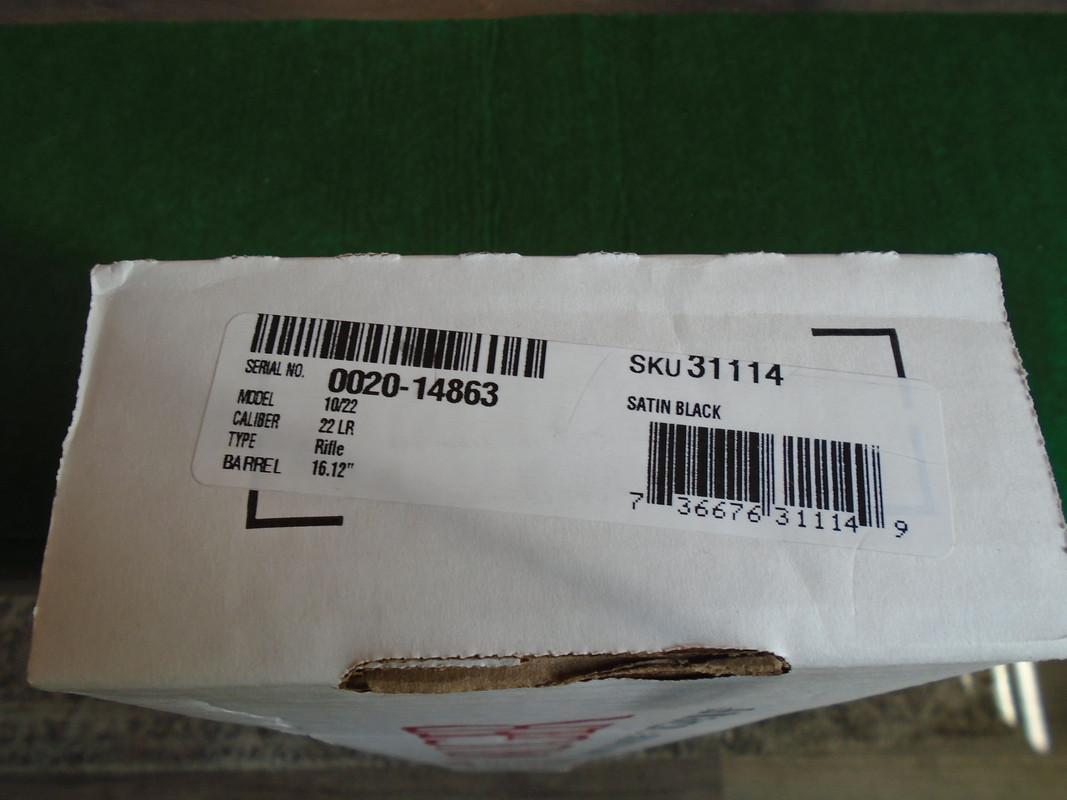 SERIAL NO. 0020-14863
MODEL 10/22
CALIBER 22 LR
TYPE Rifle
BARREL 16.12"
SKU 31114
SATIN BLACK
7 36676 31114 9